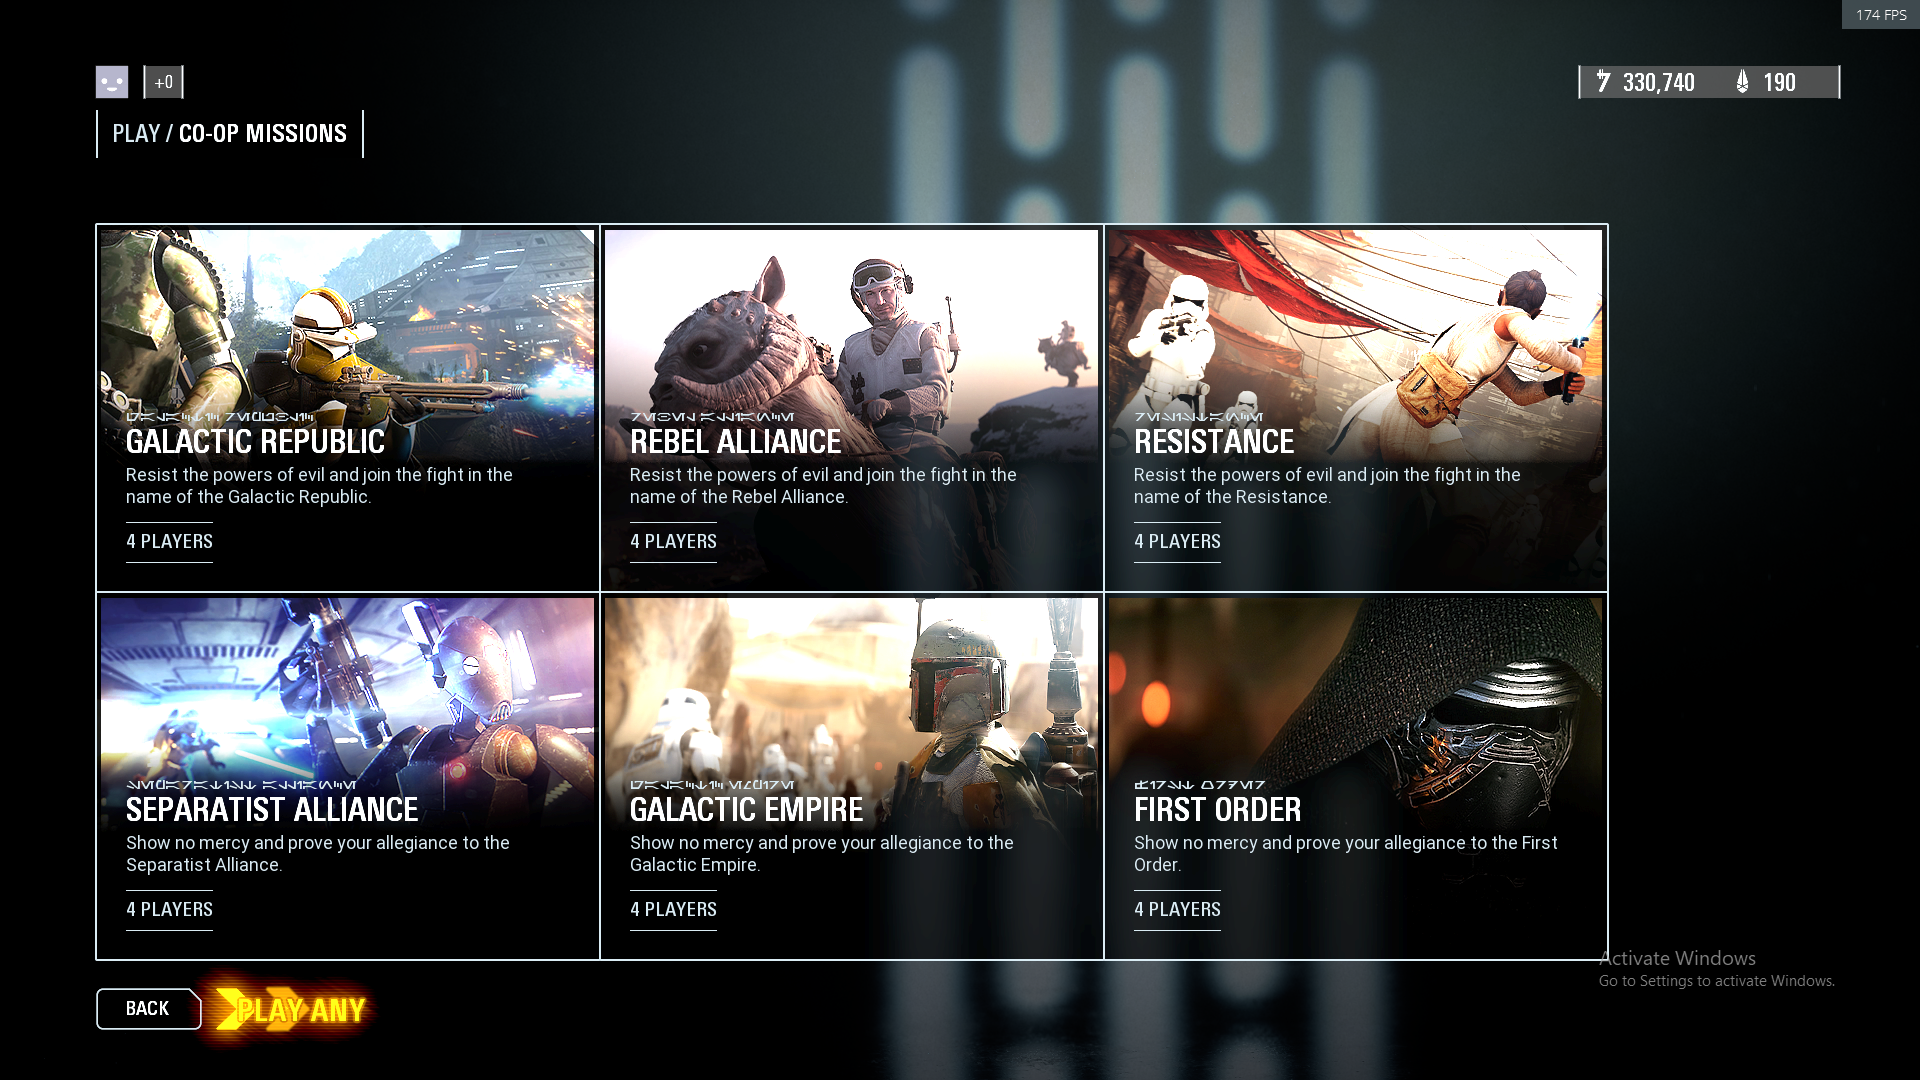 174 FPS
+0
330,740
190
PLAY / CO-OP MISSIONS
GALACTIC REPUBLIC
Resist the powers of evil and join the fight in the
name of the Galactic Republic.
4 PLAYERS
REBEL ALLIANCE
Resist the powers of evil and join the fight in the
name of the Rebel Alliance.
4 PLAYERS
RESISTANCE
Resist the powers of evil and join the fight in the
name of the Resistance.
4 PLAYERS
SEPARATIST ALLIANCE
Show no mercy and prove your allegiance to the
Separatist Alliance.
4 PLAYERS
GALACTIC EMPIRE
Show no mercy and prove your allegiance to the
Galactic Empire.
4 PLAYERS
FIRST ORDER
Show no mercy and prove your allegiance to the First
Order.
4 PLAYERS
Activate Windows
Go to Settings to activate Windows.
BACK
PLAY ANY